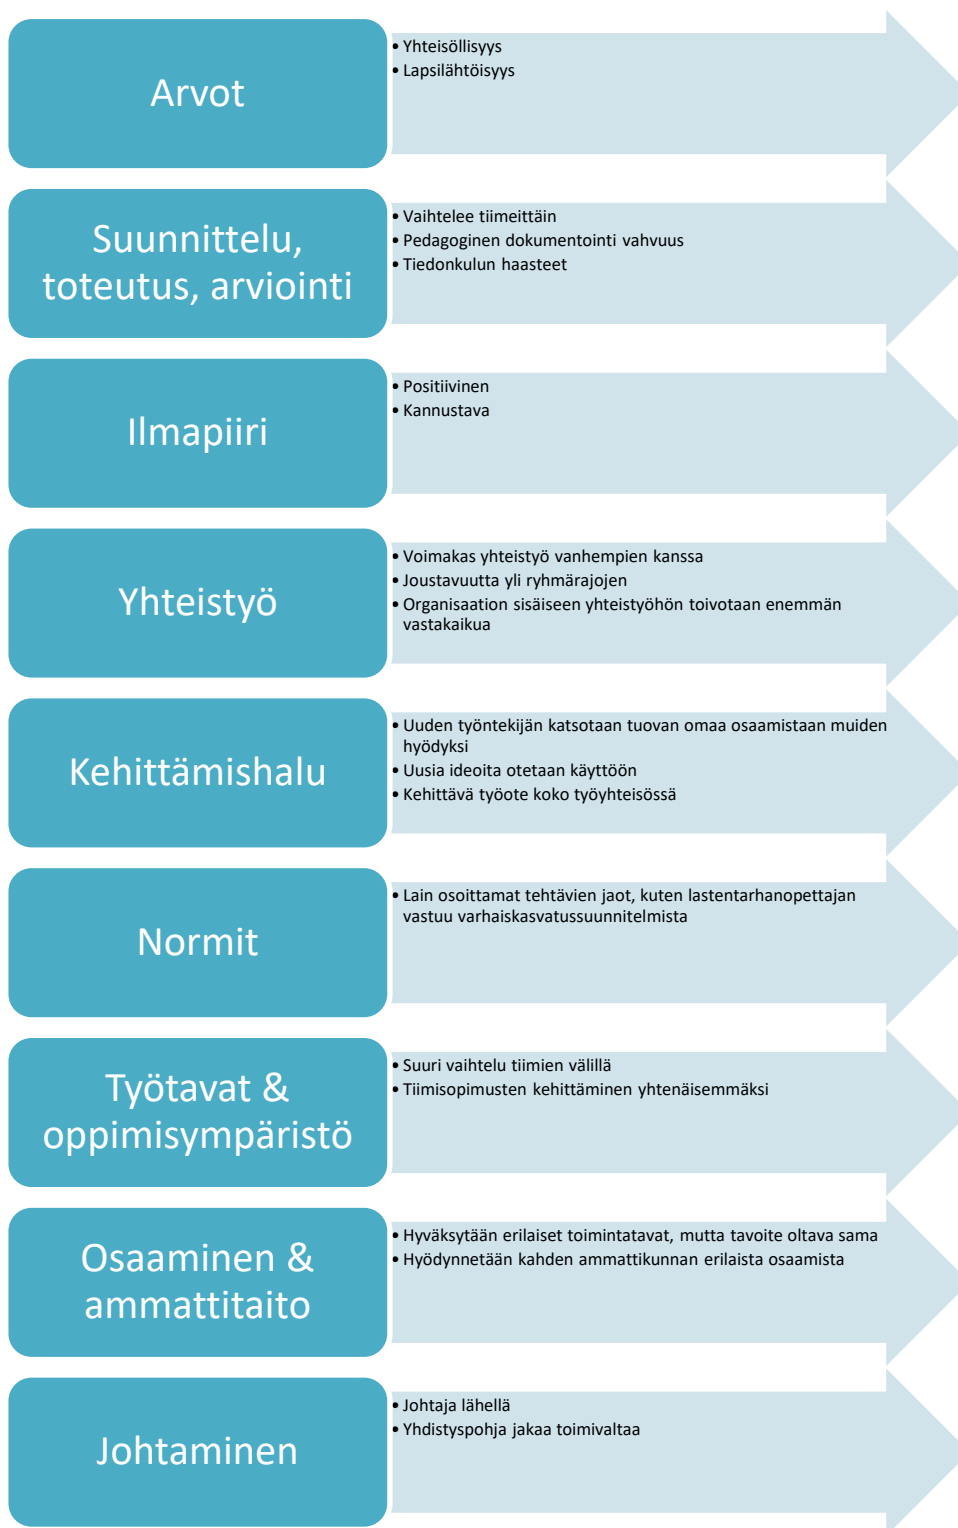 Arvot
• Yhteisöllisyys
• Lapsilähtöisyys
Suunnittelu,
toteutus, arviointi
• Vaihtelee tiimeittäin
• Pedagoginen dokumentointi vahvuus
• Tiedonkulun haasteet
Ilmapiiri
• Positiivinen
• Kannustava
Yhteistyö
• Voimakas yhteistyö vanhempien kanssa
• Joustavuutta yli ryhmärajojen
• Organisaation sisäiseen yhteistyöhön toivotaan enemmän
vastakaikua
Kehittämishalu
• Uuden työntekijän katsotaan tuovan omaa osaamistaan muiden
hyödyksi
• Uusia ideoita otetaan käyttöön
• Kehittävä työote koko työyhteisössä
Normit
• Lain osoittamat tehtävien jaot, kuten lastentarhanopettajan
vastuu varhaiskasvatussuunnitelmista
Työtavat &
oppimisympäristö
• Suuri vaihtelu tiimien välillä
• Tiimisopimusten kehittäminen yhtenäisemmäksi
Osaaminen &
ammattitaito
• Hyväksytään erilaiset toimintatavat, mutta tavoite oltava sama
• Hyödynnetään kahden ammattikunnan erilaista osaamista
Johtaminen
• Johtaja lähellä
• Yhdistyspohja jakaa toimivaltaa